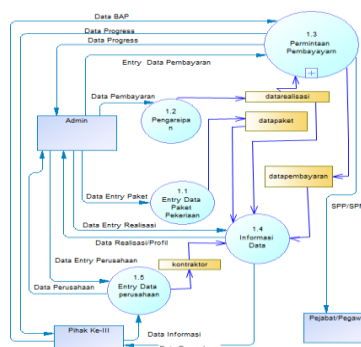 Data BAP
Data Progress
Data Progress
Entry Data Pembayaran
1.3
Permintaan
Pembayayarn
Data Pembayaran
1.2
Pengarsipa
n
datarealisasi
datapaket
Admin
datapembayaran
Data Entry Paket
1.1
Entry Data
Paket
Pekerjaan
SPP/SPM
1.4
Informasi
Data
Data Entry Realisasi
Data Realisasi/Profil
Data Entry Perusahaan
kontraktor
Data Perusahaan
1.5
Entry Data
perusahaan
Pihak Ke-III
Data Informasi
Pejabat/Pegaw